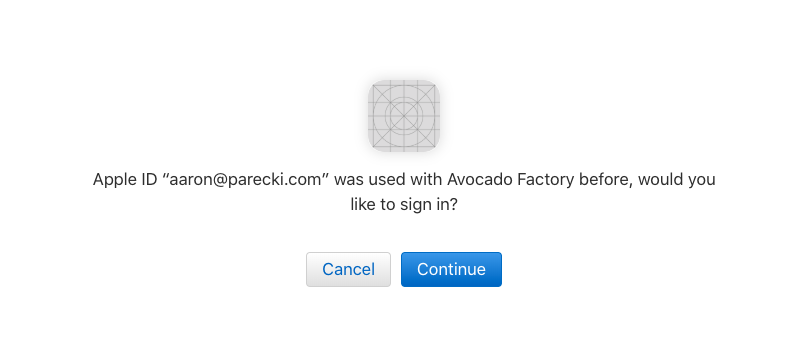 Apple ID “aaron@parecki.com” was used with Avocado Factory before, would you
like to sign in?
Cancel Continue